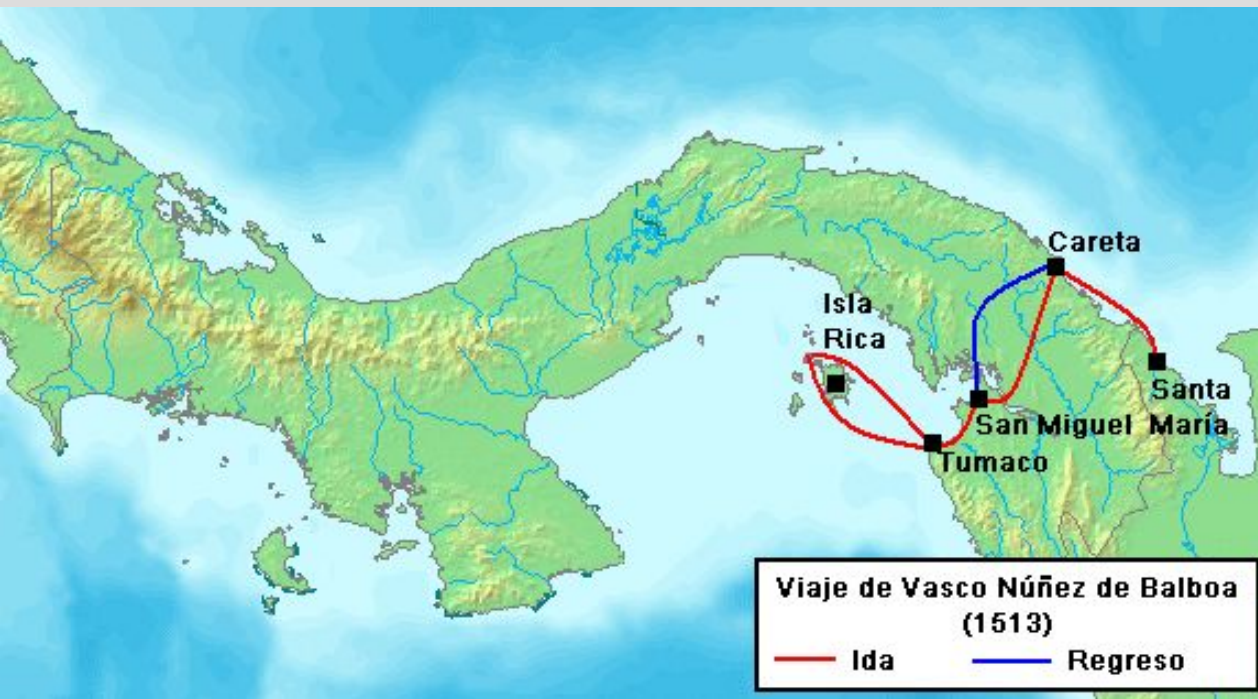 Careta
Isla
Rica
Santa
María
San Miguel
Tumaco
Viaje de Vasco Núñez de Balboa
(1513)
Ida
Regreso